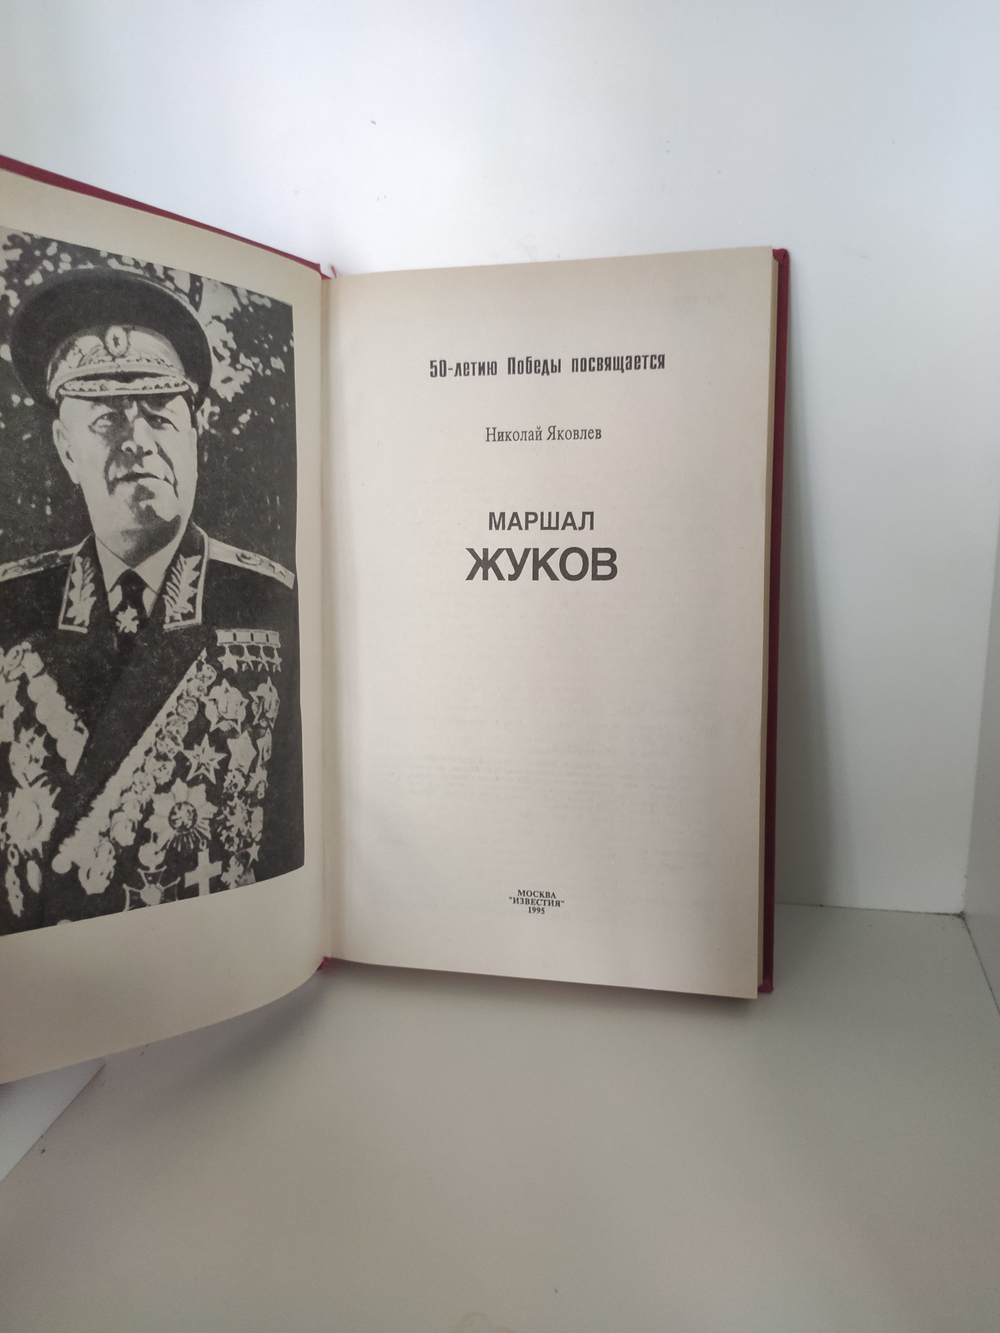 50-летию Победы посвящается
Николай Яковлев
МАРШАЛ
ЖУКОВ
МОСКВА
"ИЗВЕСТИЯ"
1995